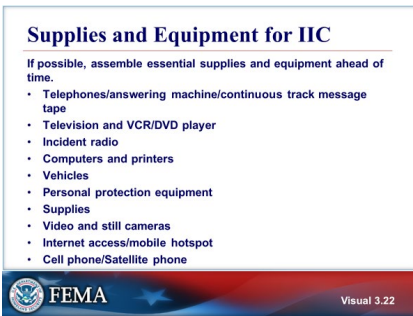 Supplies and Equipment for IIC
If possible, assemble essential supplies and equipment ahead of
time.
• Telephones/answering machine/continuous track message
tape
• Television and VCR/DVD player
• Incident radio
• Computers and printers
• Vehicles
• Personal protection equipment
• Supplies
• Video and still cameras
• Internet access/mobile hotspot
• Cell phone/Satellite phone
FEMA
Visual 3.22